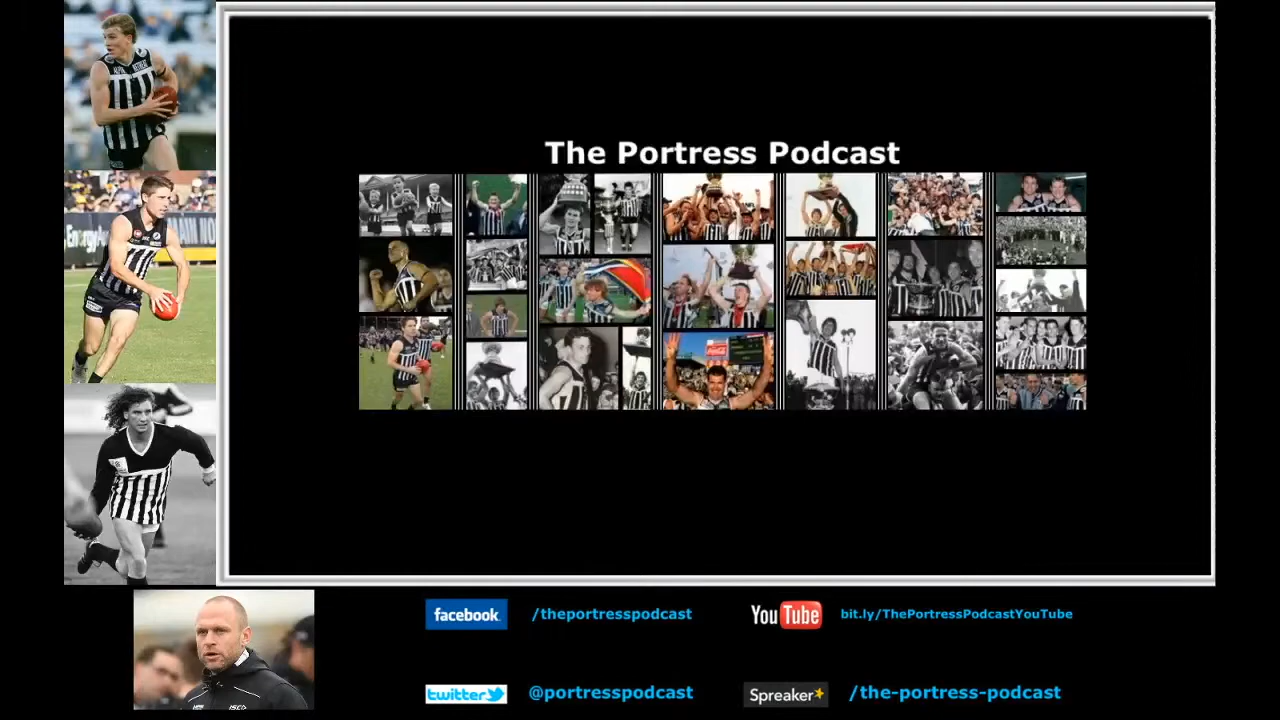 The Portress Podcast
facebook /theportresspodcast
YouTube bit.ly/ThePortressPodcastYouTube
twitter @portresspodcast
Spreaker /the-portress-podcast